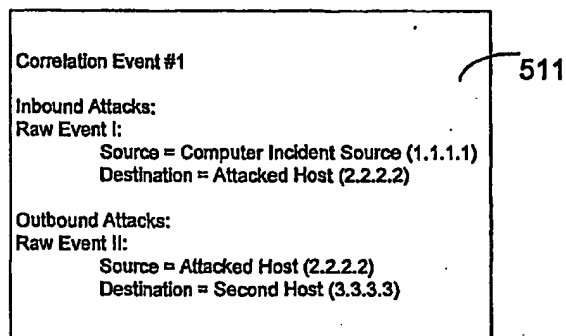 Correlation Event #1
511
Inbound Attacks:
Raw Event I:
Source = Computer Incident Source (1.1.1.1)
Destination = Attacked Host (2.2.2.2)
Outbound Attacks:
Raw Event II:
Source = Attacked Host (2.2.2.2)
Destination = Second Host (3.3.3.3)